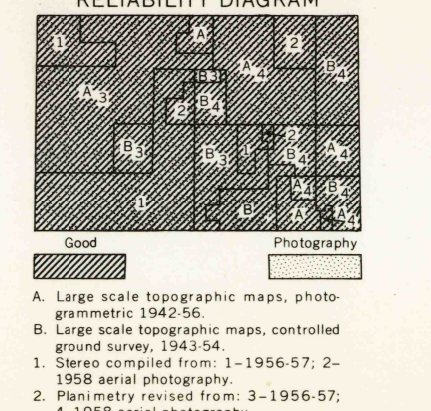 RELIABILITY DIAGRAM
1
A
2
A 4
B 4
A 3
B 3
2
B 4
B 3
B 3
1
2
B 4
A 4
1
B
A 4
B 4
A
A 4
Good
Photography
A. Large scale topographic maps, photo-
grammetric 1942-56.
B. Large scale topographic maps, controlled
ground survey, 1943-54.
1. Stereo compiled from: 1-1956-57; 2-
1958 aerial photography.
2. Planimetry revised from: 3-1956-57;
4-1958 aerial photography.